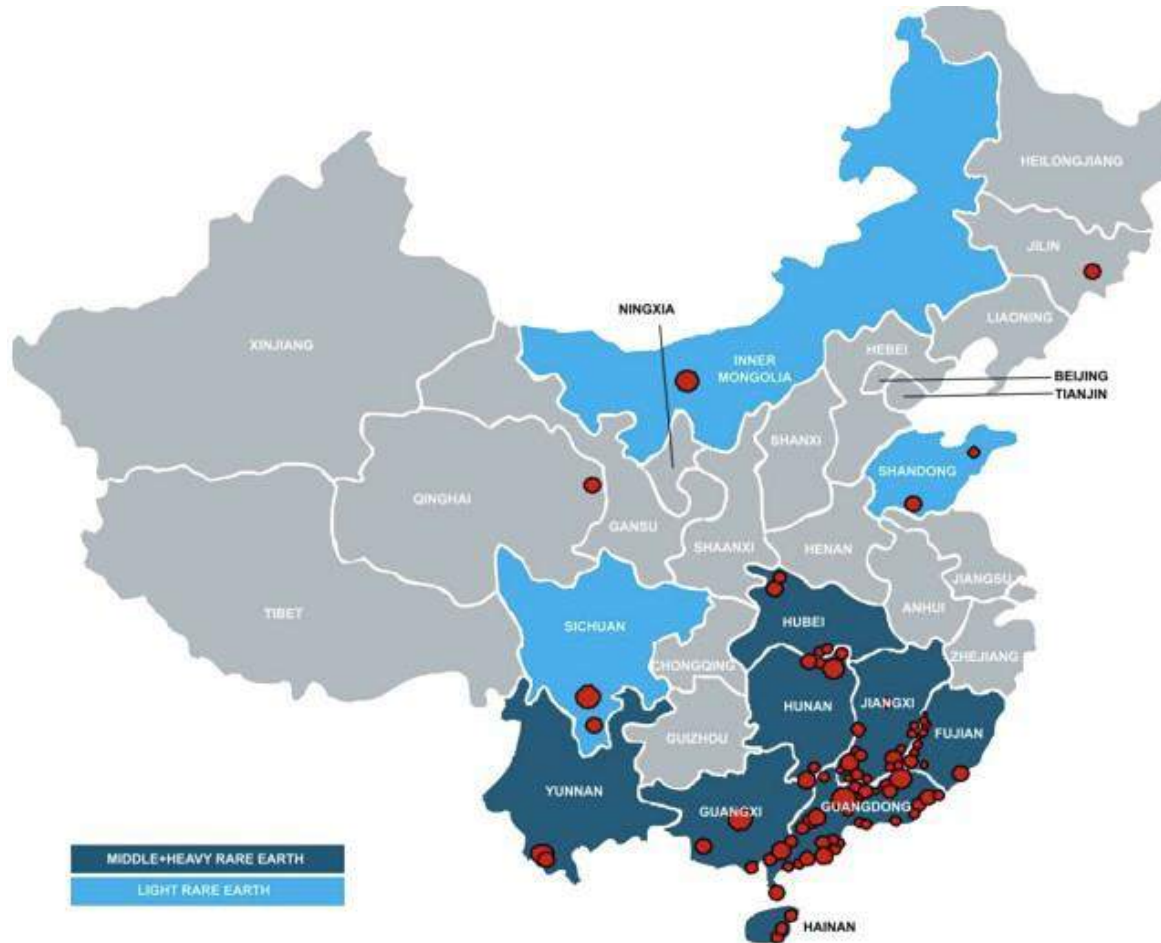 HEILONGJIANG
JILIN
LIAONING
NINGXIA
XINJIANG
HEBEI
INNER
MONGOLIA
BEIJING
TIANJIN
SHANXI
SHANDONG
QINGHAI
GANSU
SHAANXI
HENAN
JIANGSU
ANHUI
TIBET
HUBEI
SICHUAN
ZHEJIANG
CHONGQING
HUNAN
JIANGXI
FUJIAN
GUIZHOU
YUNNAN
GUANGXI
GUANGDONG
MIDDLE+HEAVY RARE EARTH
LIGHT RARE EARTH
HAINAN